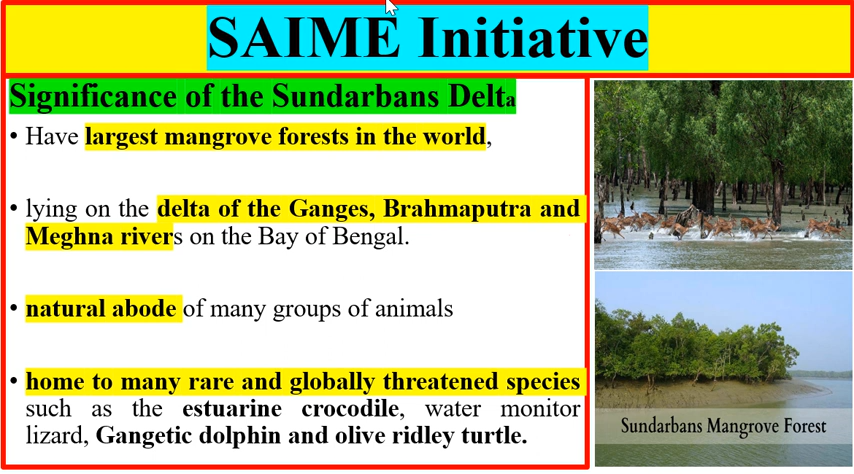 SAIME Initiative
Significance of the Sundarbans Delta
• Have largest mangrove forests in the world,
• lying on the delta of the Ganges, Brahmaputra and
Meghna rivers on the Bay of Bengal.
• natural abode of many groups of animals
• home to many rare and globally threatened species
such as the estuarine crocodile, water monitor
lizard, Gangetic dolphin and olive ridley turtle.
Sundarbans Mangrove Forest